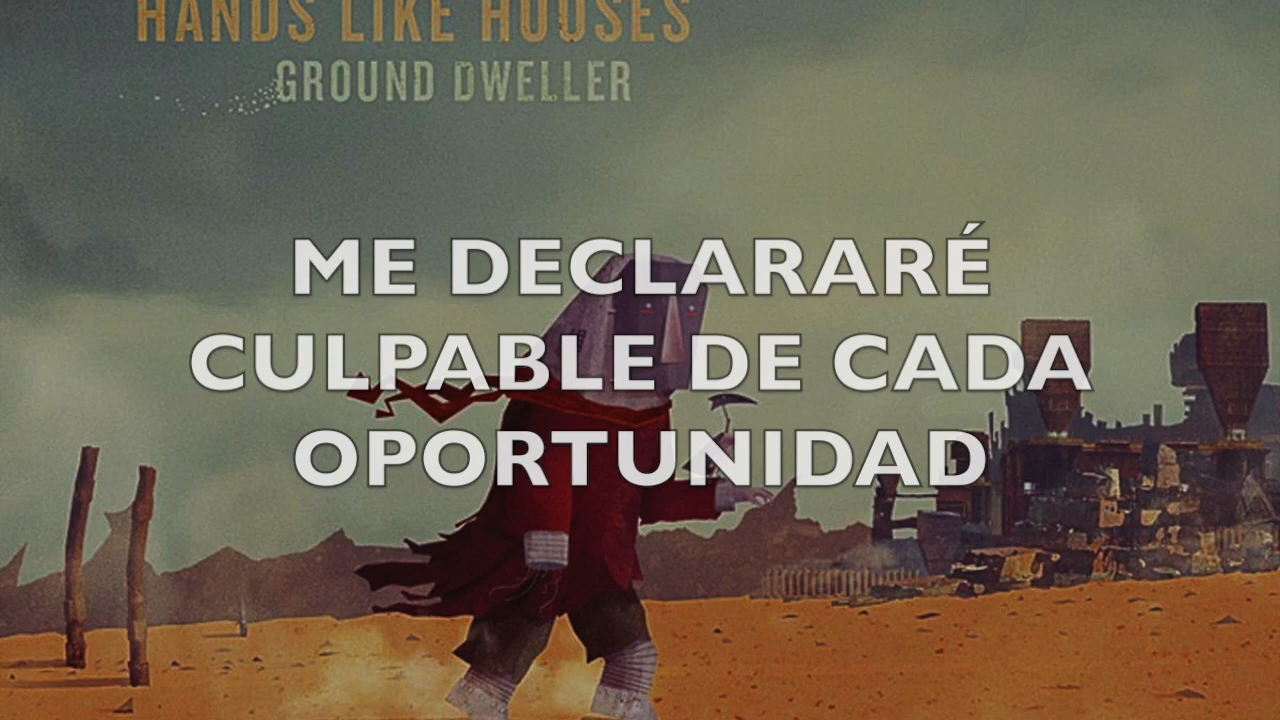 HANDS LIKE HOUSES
GROUND DWELLER
ME DECLARARÉ
CULPABLE DE CADA
OPORTUNIDAD